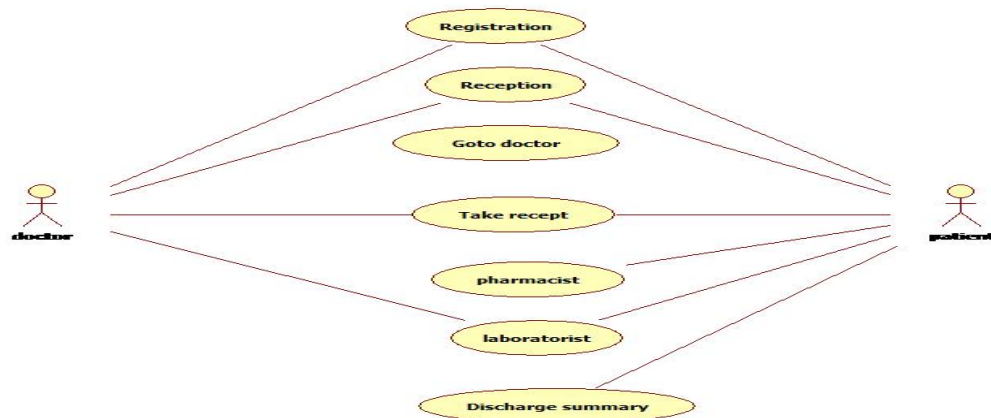 Registration
Reception
Goto doctor
doctor
Take recept
patient
pharmacist
laboratorist
Discharge summary